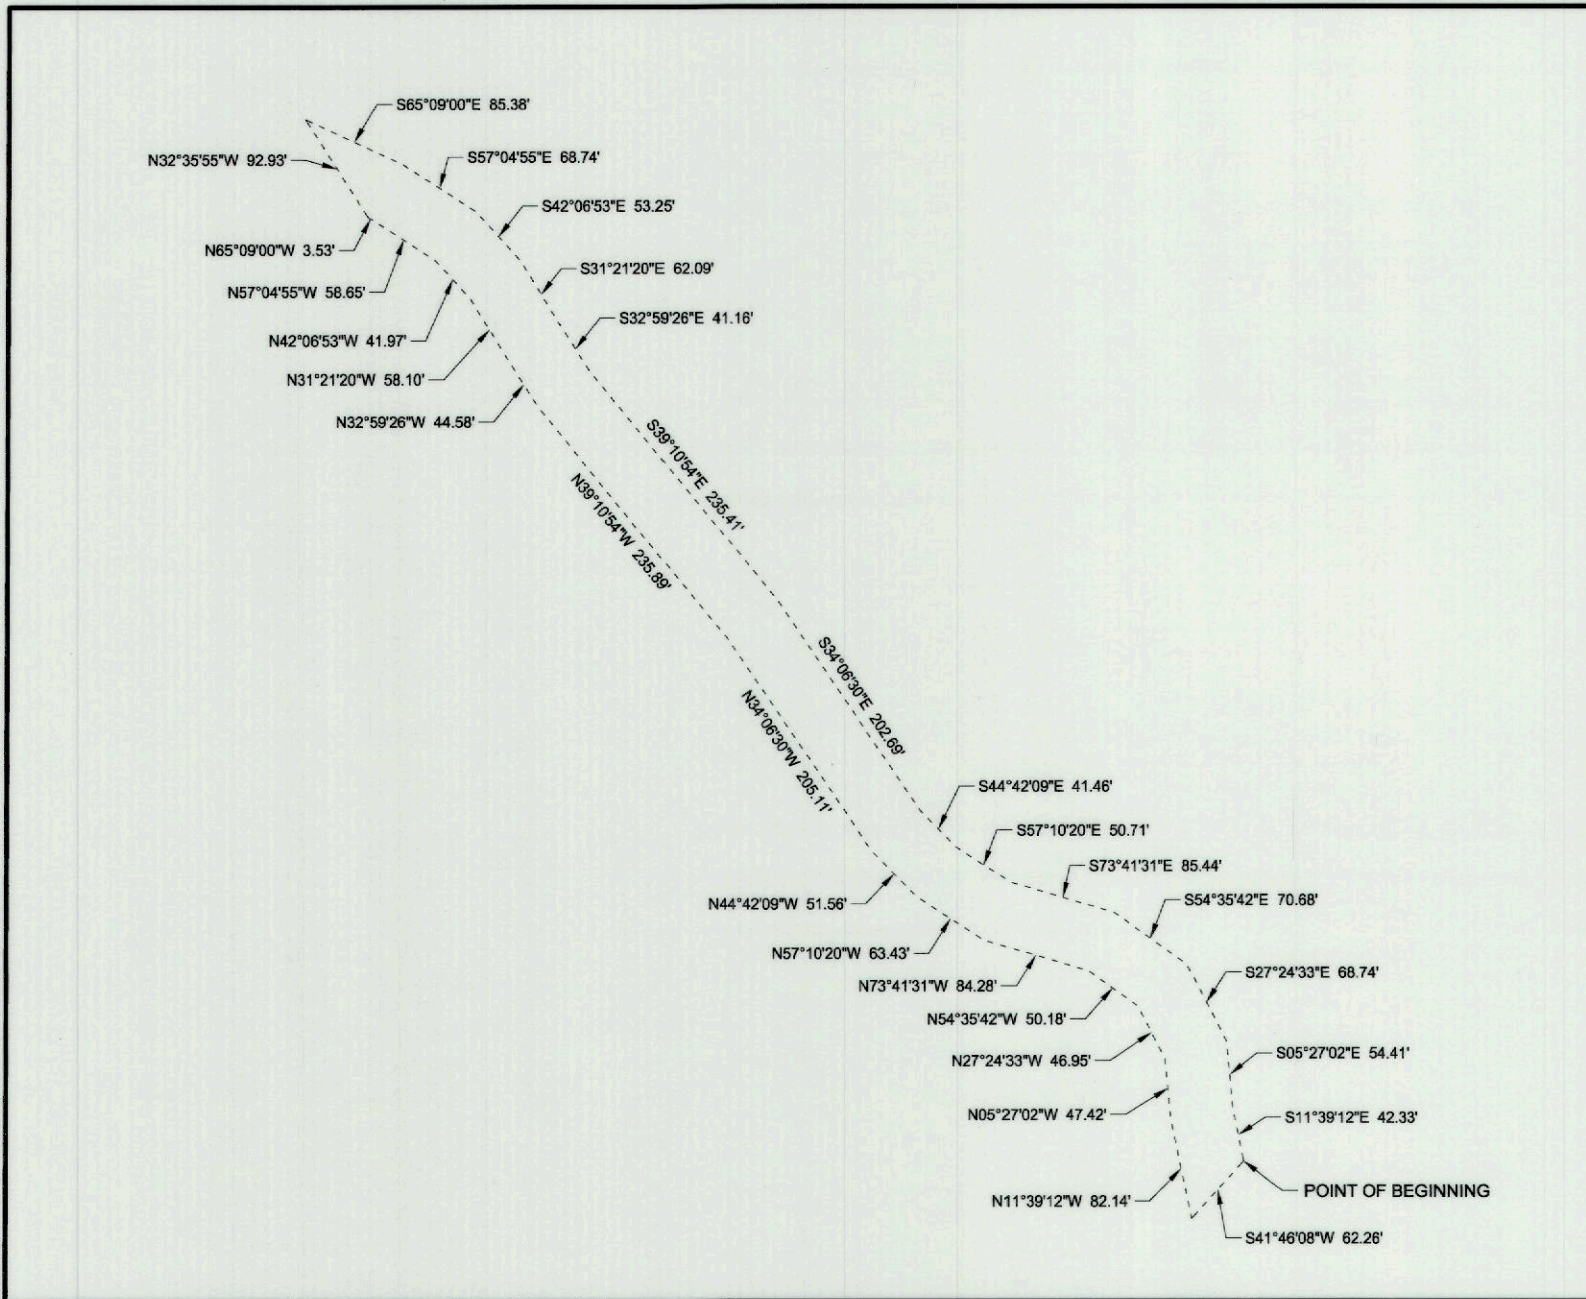 S65°09'00"E 85.38'
N32°35'55"W 92.93'
S57°04'55"E 68.74'
S42°06'53"E 53.25'
N65°09'00"W 3.53'
S31°21'20"E 62.09'
N57°04'55"W 58.65'
S32°59'26"E 41.16'
N42°06'53"W 41.97'
N31°21'20"W 58.10'
N32°59'26"W 44.58'
S39°10'54"E 235.41'
N39°10'54"W 235.89'
S34°06'30"E 202.69'
N34°06'30"W 205.11'
S44°42'09"E 41.46'
S57°10'20"E 50.71'
S73°41'31"E 85.44'
S54°35'42"E 70.68'
N44°42'09"W 51.56'
N57°10'20"W 63.43'
S27°24'33"E 68.74'
N73°41'31"W 84.28'
N54°35'42"W 50.18'
S05°27'02"E 54.41'
N27°24'33"W 46.95'
N05°27'02"W 47.42'
S11°39'12"E 42.33'
POINT OF BEGINNING
N11°39'12"W 82.14'
S41°46'08"W 62.26'